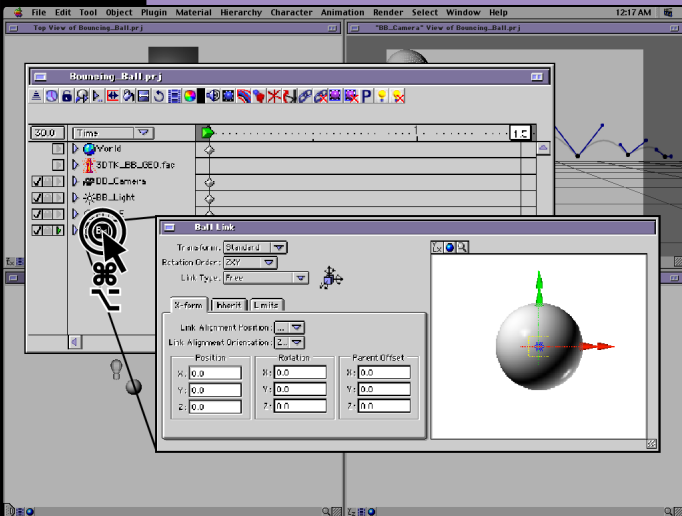 File Edit Tool Object Plugin Material Hierarchy Character Animation Render Select Window Help 12:17 AM
Top View of Bouncing_Ball.prj
"BB_Camera" View of Bouncing_Ball.prj
Bouncing_Ball.prj
30.0 Time 1 1.5
World
3DTK_BB_GEO.fac
BB_Camera
BB_Light
Ball Link
Transform: Standard
Rotation Order: ZXY
Link Type: Free
X-form Inherit Limits
Link Alignment Position: ...
Link Alignment Orientation: Z...
Position Rotation Parent Offset
X: 0.0 X: 0.0 X: 0.0
Y: 0.0 Y: 0.0 Y: 0.0
Z: 0.0 Z: 0.0 Z: 0.0